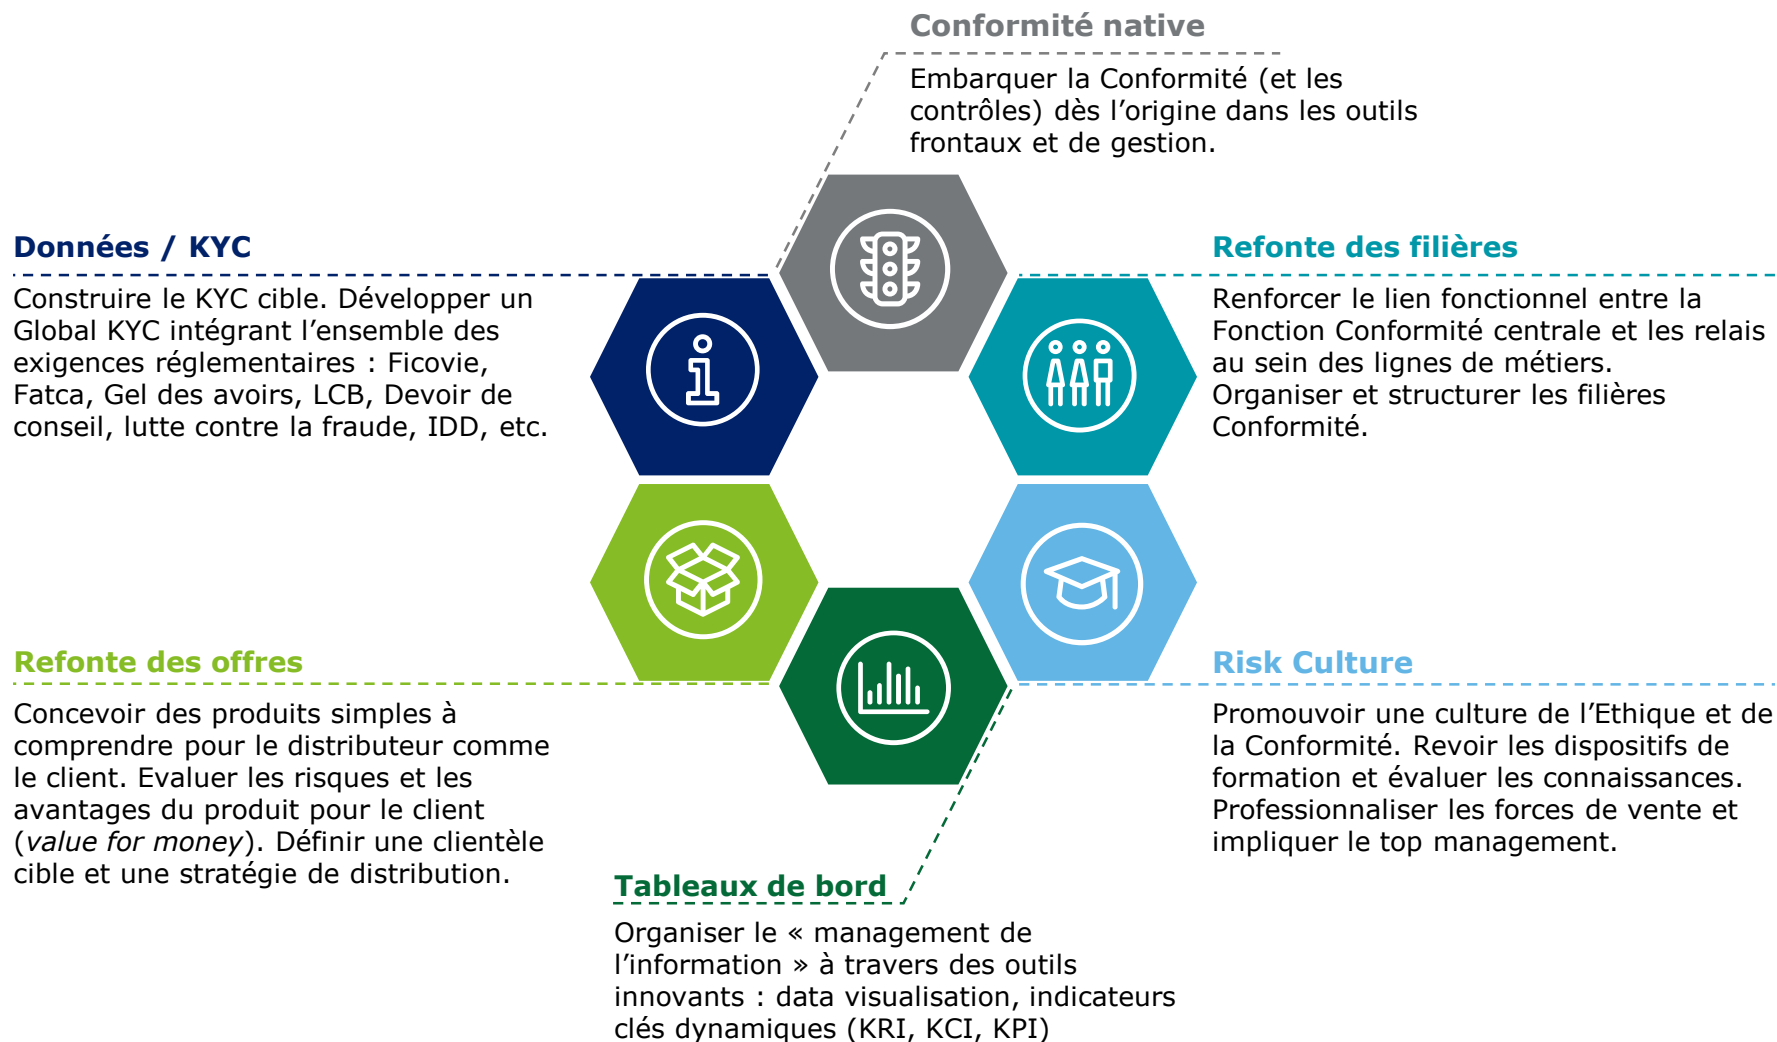 Conformité native
Embarquer la Conformité (et les
contrôles) dès l’origine dans les outils
frontaux et de gestion.
Données / KYC
Construire le KYC cible. Développer un
Global KYC intégrant l’ensemble des
exigences réglementaires : Ficovie,
Fatca, Gel des avoirs, LCB, Devoir de
conseil, lutte contre la fraude, IDD, etc.
Refonte des filières
Renforcer le lien fonctionnel entre la
Fonction Conformité centrale et les relais
au sein des lignes de métiers.
Organiser et structurer les filières
Conformité.
Refonte des offres
Concevoir des produits simples à
comprendre pour le distributeur comme
le client. Evaluer les risques et les
avantages du produit pour le client
(value for money). Définir une clientèle
cible et une stratégie de distribution.
Risk Culture
Promouvoir une culture de l’Ethique et de
la Conformité. Revoir les dispositifs de
formation et évaluer les connaissances.
Professionnaliser les forces de vente et
impliquer le top management.
Tableaux de bord
Organiser le « management de
l’information » à travers des outils
innovants : data visualisation, indicateurs
clés dynamiques (KRI, KCI, KPI)